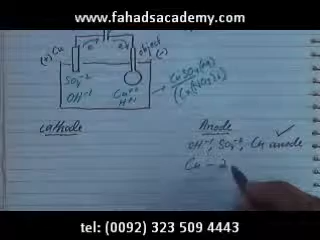 www.fahadsacademy.com
(+) Cu
e⁻
object (-)
SO₄⁻²
OH⁻¹
Cu⁺²
H⁺¹
CuSO₄(aq)
Cathode
Anode
OH⁻¹, SO₄⁻², Cu anode ✓
Cu - 2
tel: (0092) 323 509 4443